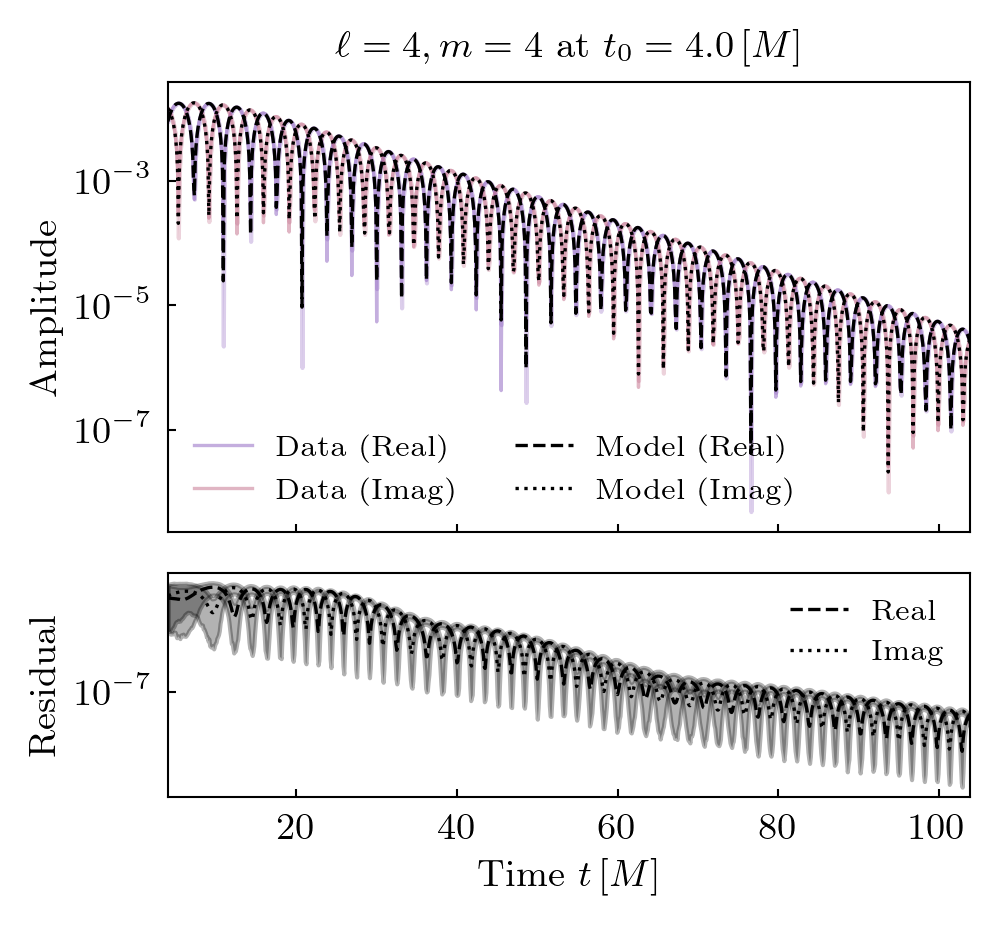 ℓ = 4, m = 4 at t₀ = 4.0 [M]
Amplitude
10⁻³
10⁻⁵
10⁻⁷
Data (Real)
Data (Imag)
Model (Real)
Model (Imag)
Residual
10⁻⁷
Real
Imag
20 40 60 80 100
Time t [M]